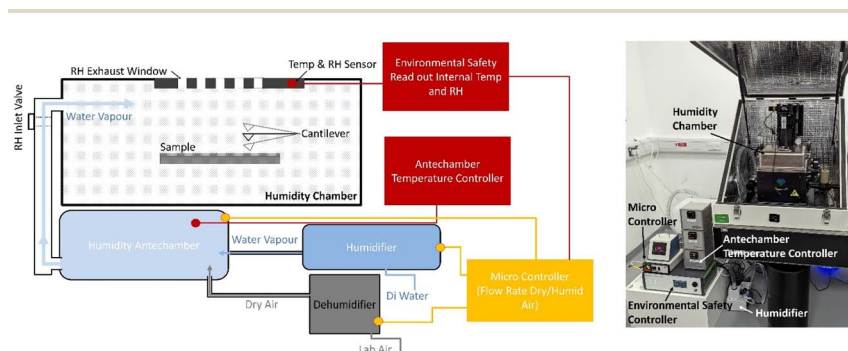 RH Exhaust Window
Temp & RH Sensor
Environmental Safety
Read out Internal Temp
and RH
RH Inlet Valve
Water Vapour
Cantilever
Sample
Humidity Chamber
Antechamber
Temperature Controller
Humidity Antechamber
Water Vapour
Humidifier
Di Water
Dry Air
Dehumidifier
Lab Air
Micro Controller
(Flow Rate Dry/Humid
Air)
Humidity
Chamber
Micro
Controller
Antechamber
Temperature Controller
Environmental Safety
Controller
Humidifier